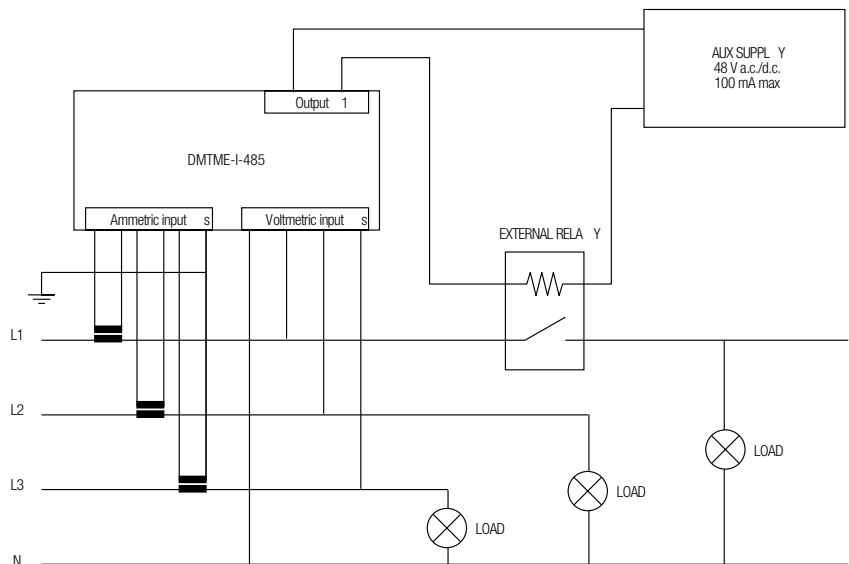 AUX SUPPL Y
48 V a.c./d.c.
100 mA max
Output 1
DMTME-I-485
Ammetric input s
Voltmetric input s
EXTERNAL RELA Y
L1
L2
LOAD
L3
LOAD
LOAD
N